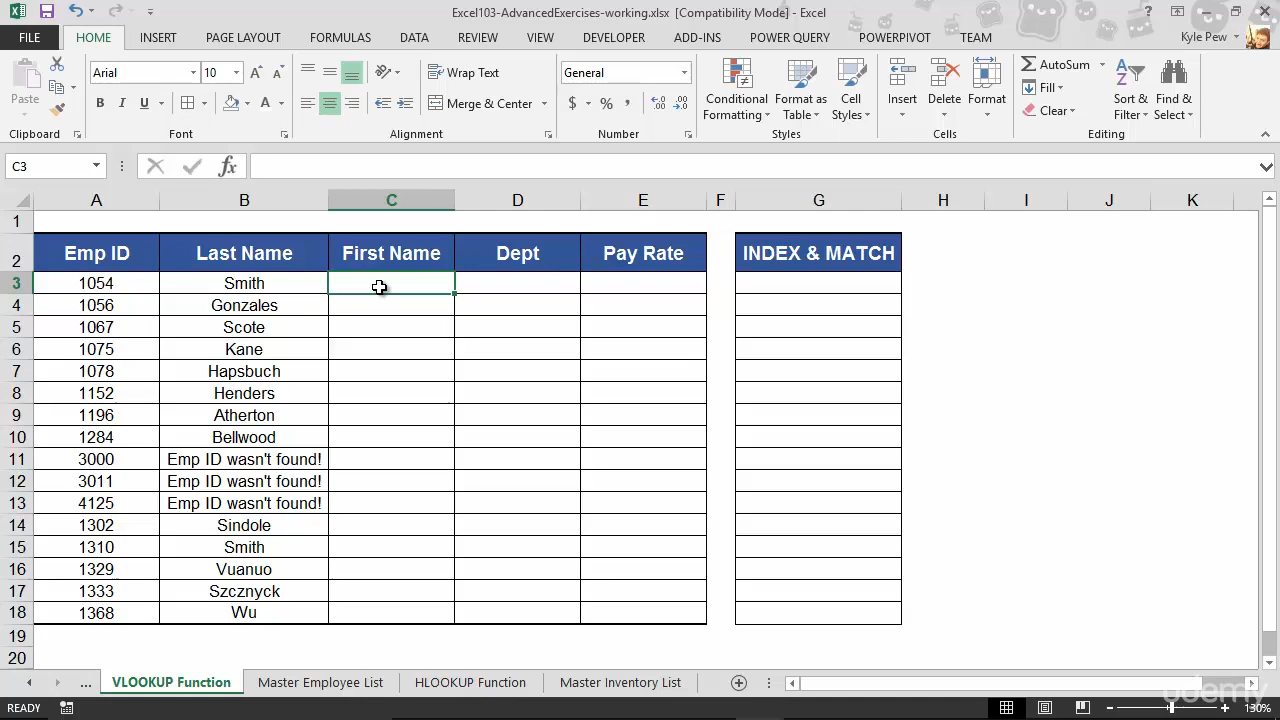 Excel103-AdvancedExercises-working.xlsx [Compatibility Mode] - Excel
FILE HOME INSERT PAGE LAYOUT FORMULAS DATA REVIEW VIEW DEVELOPER ADD-INS POWER QUERY POWERPIVOT TEAM Kyle Pew
Paste
Arial 10
B I U A
Wrap Text
Merge & Center
General
$ % ,
Conditional Formatting
Format as Table
Cell Styles
Insert Delete Format
AutoSum
Fill
Clear
Sort & Filter
Find & Select
Clipboard Font Alignment Number Styles Cells Editing
C3 fx
A B C D E F G H I J K
1
2 Emp ID Last Name First Name Dept Pay Rate INDEX & MATCH
3 1054 Smith
4 1056 Gonzales
5 1067 Scote
6 1075 Kane
7 1078 Hapsbuch
8 1152 Henders
9 1196 Atherton
10 1284 Bellwood
11 3000 Emp ID wasn't found!
12 3011 Emp ID wasn't found!
13 4125 Emp ID wasn't found!
14 1302 Sindole
15 1310 Smith
16 1329 Vuanuo
17 1333 Szcznyck
18 1368 Wu
19
20
... VLOOKUP Function Master Employee List HLOOKUP Function Master Inventory List
READY 130%
udemy